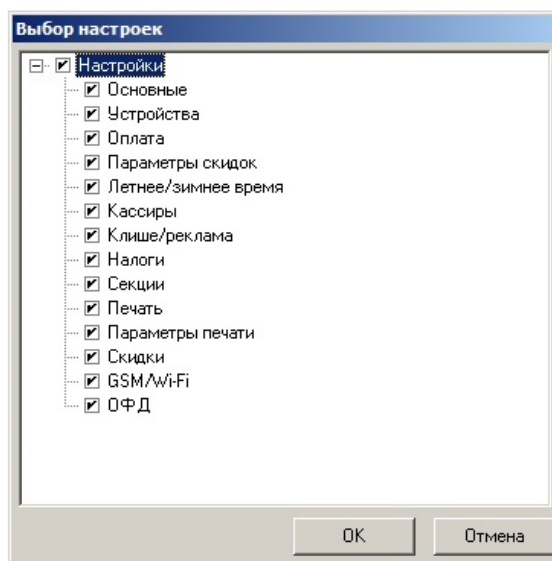 Выбор настроек
Настройки
Основные
Устройства
Оплата
Параметры скидок
Летнее/зимнее время
Кассиры
Клише/реклама
Налоги
Секции
Печать
Параметры печати
Скидки
GSM/Wi-Fi
ОФД
OK Отмена